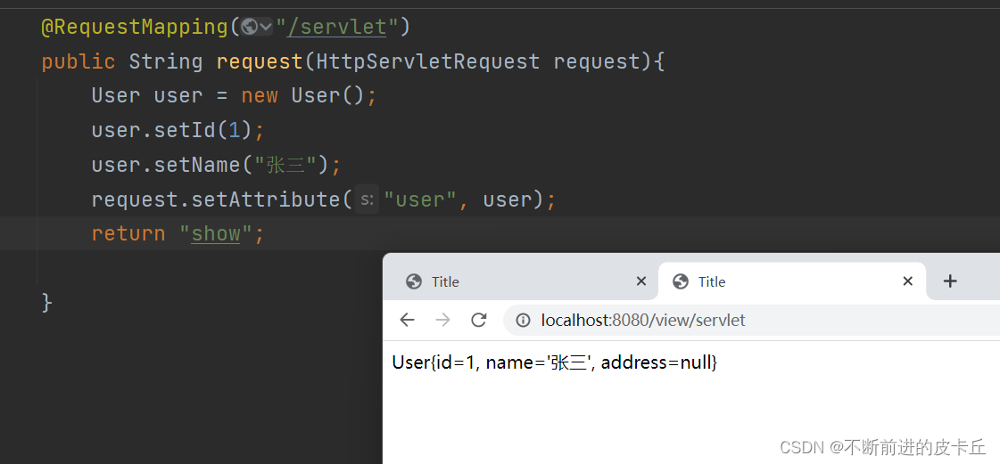 @RequestMapping("/servlet")
public String request(HttpServletRequest request){
User user = new User();
user.setId(1);
user.setName("张三");
request.setAttribute( s: "user", user);
return "show";
}
Title
Title
localhost:8080/view/servlet
User{id=1, name='张三', address=null}
CSDN @不断前进的皮卡丘